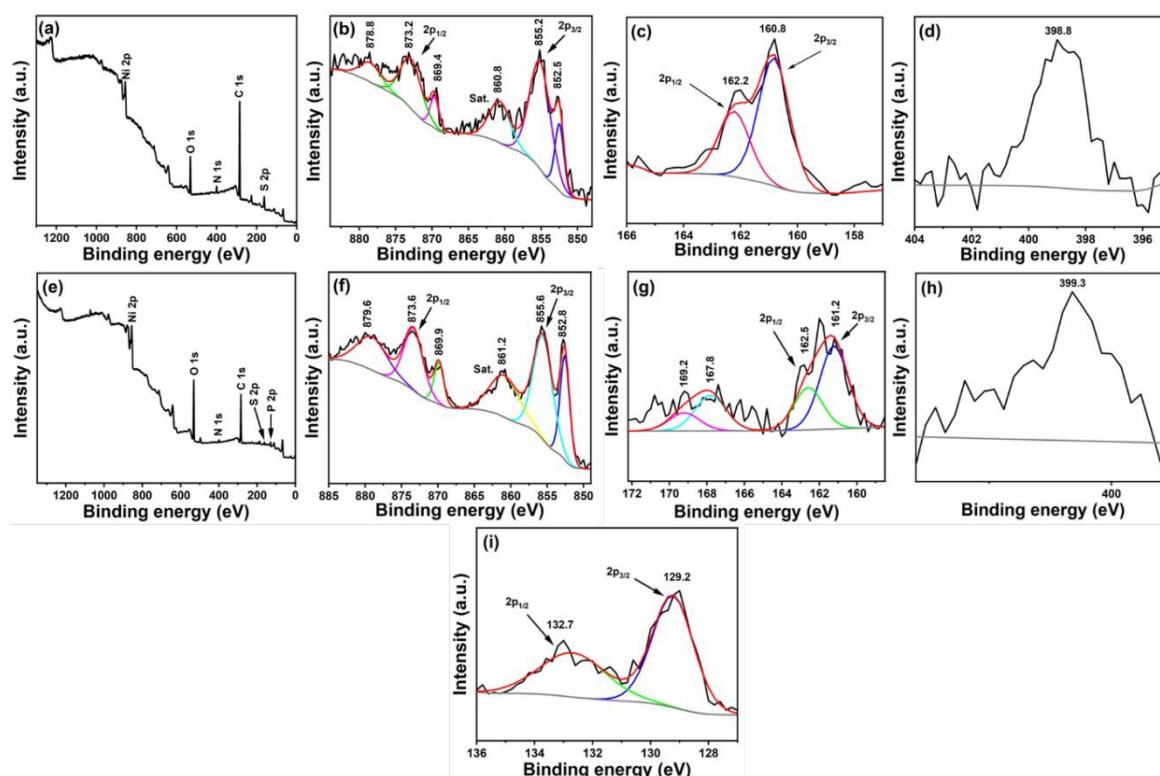 (a)
Ni 2p
O 1s
N 1s
C 1s
S 2p
Intensity (a.u.)
1200 1000 800 600 400 200 0
Binding energy (eV)
(b)
878.8
873.2
2p1/2
869.4
Sat.
860.8
855.2
2p3/2
852.5
Intensity (a.u.)
880 875 870 865 860 855 850
Binding energy (eV)
(c)
160.8
2p3/2
2p1/2
162.2
Intensity (a.u.)
166 164 162 160 158
Binding energy (eV)
(d)
398.8
Intensity (a.u.)
404 402 400 398 396
Binding energy (eV)
(e)
Ni 2p
O 1s
N 1s
C 1s
S 2p
P 2p
Intensity (a.u.)
1200 1000 800 600 400 200 0
Binding energy (eV)
(f)
879.6
873.6
2p1/2
869.9
Sat.
861.2
855.6
2p3/2
852.8
Intensity (a.u.)
885 880 875 870 865 860 855 850
Binding energy (eV)
(g)
169.2
167.8
2p1/2
162.5
161.2
2p3/2
Intensity (a.u.)
172 170 168 166 164 162 160
Binding energy (eV)
(h)
399.3
Intensity (a.u.)
400
Binding energy (eV)
(i)
2p1/2
132.7
2p3/2
129.2
Intensity (a.u.)
136 134 132 130 128
Binding energy (eV)